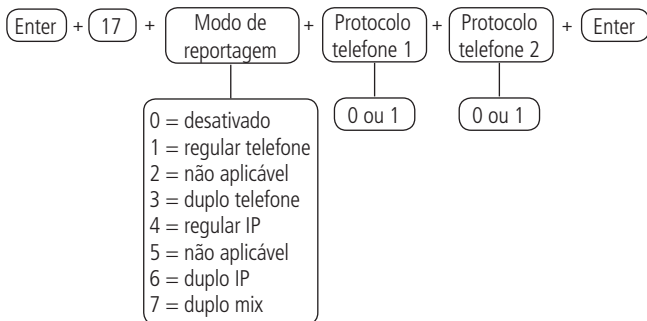 Enter + 17 + Modo de reportagem + Protocolo telefone 1 + Protocolo telefone 2 + Enter
0 = desativado
1 = regular telefone
2 = não aplicável
3 = duplo telefone
4 = regular IP
5 = não aplicável
6 = duplo IP
7 = duplo mix
0 ou 1
0 ou 1